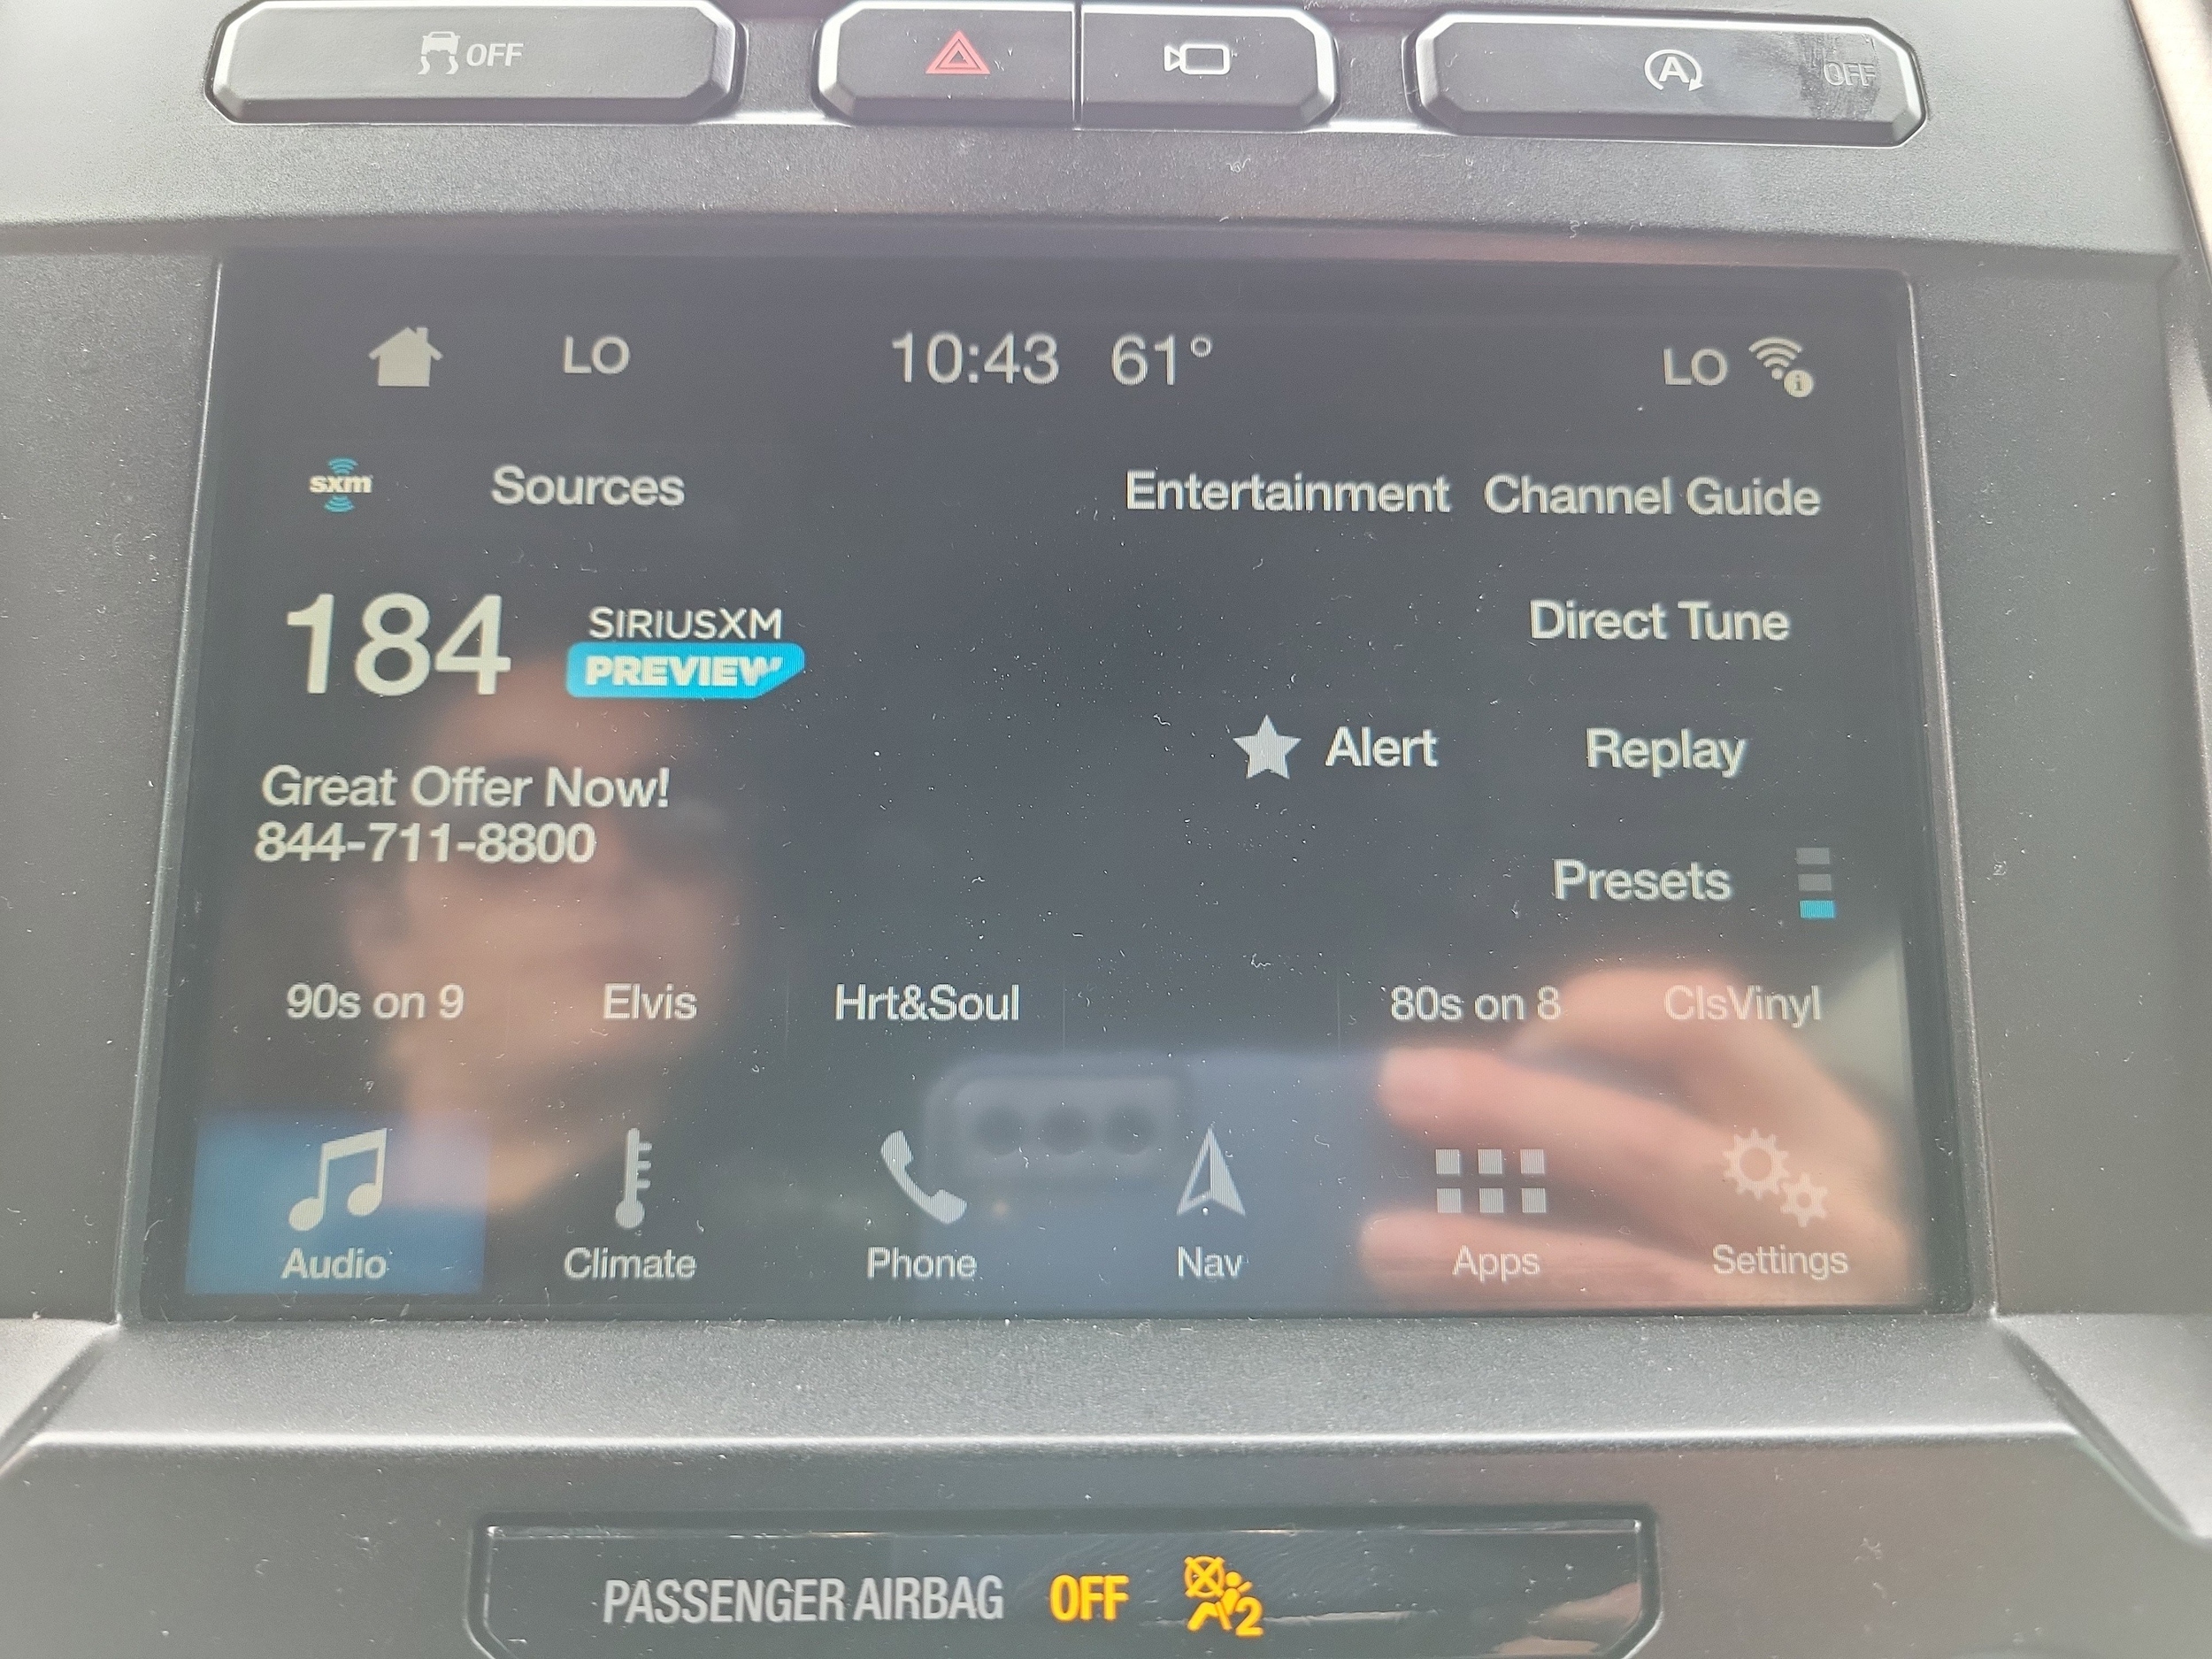 OFF
A OFF
LO 10:43 61° LO
sxm Sources Entertainment Channel Guide
184 SIRIUSXM
PREVIEW
Direct Tune
Alert Replay
Great Offer Now!
844-711-8800
Presets
90s on 9 Elvis Hrt&Soul 80s on 8 ClsVinyl
Audio Climate Phone Nav Apps Settings
PASSENGER AIRBAG OFF 2